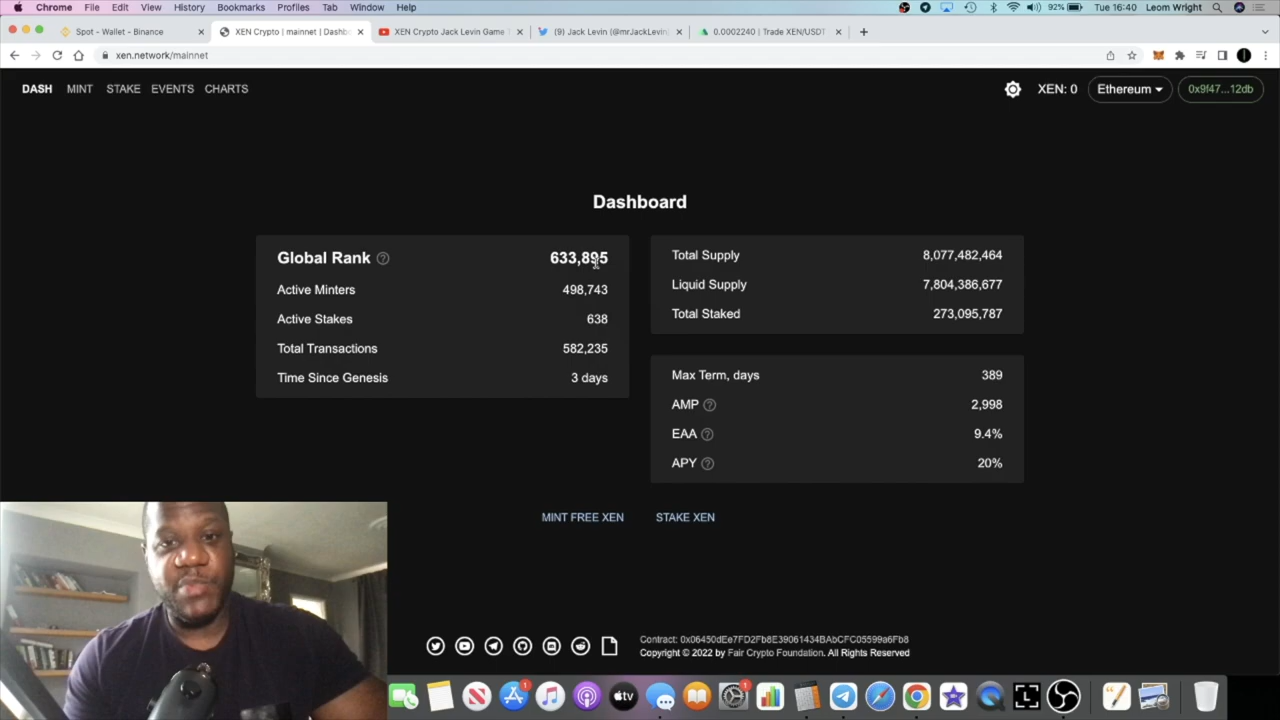 Chrome File Edit View History Bookmarks Profiles Tab Window Help 92% Tue 16:40 Leom Wright
Spot - Wallet - Binance XEN Crypto | mainnet | Dashbo XEN Crypto Jack Levin Game T (9) Jack Levin (@mrJackLevin 0.0002240 | Trade XEN/USDT
xen.network/mainnet
DASH MINT STAKE EVENTS CHARTS XEN: 0 Ethereum 0x9f47...12db
Dashboard
Global Rank 633,895
Active Minters 498,743
Active Stakes 638
Total Transactions 582,235
Time Since Genesis 3 days
Total Supply 8,077,482,464
Liquid Supply 7,804,386,677
Total Staked 273,095,787
Max Term, days 389
AMP 2,998
EAA 9.4%
APY 20%
MINT FREE XEN STAKE XEN
Contract: 0x06450dEe7FD2Fb8E39061434BAbCFC05599a6Fb8
Copyright © 2022 by Fair Crypto Foundation. All Rights Reserved
tv